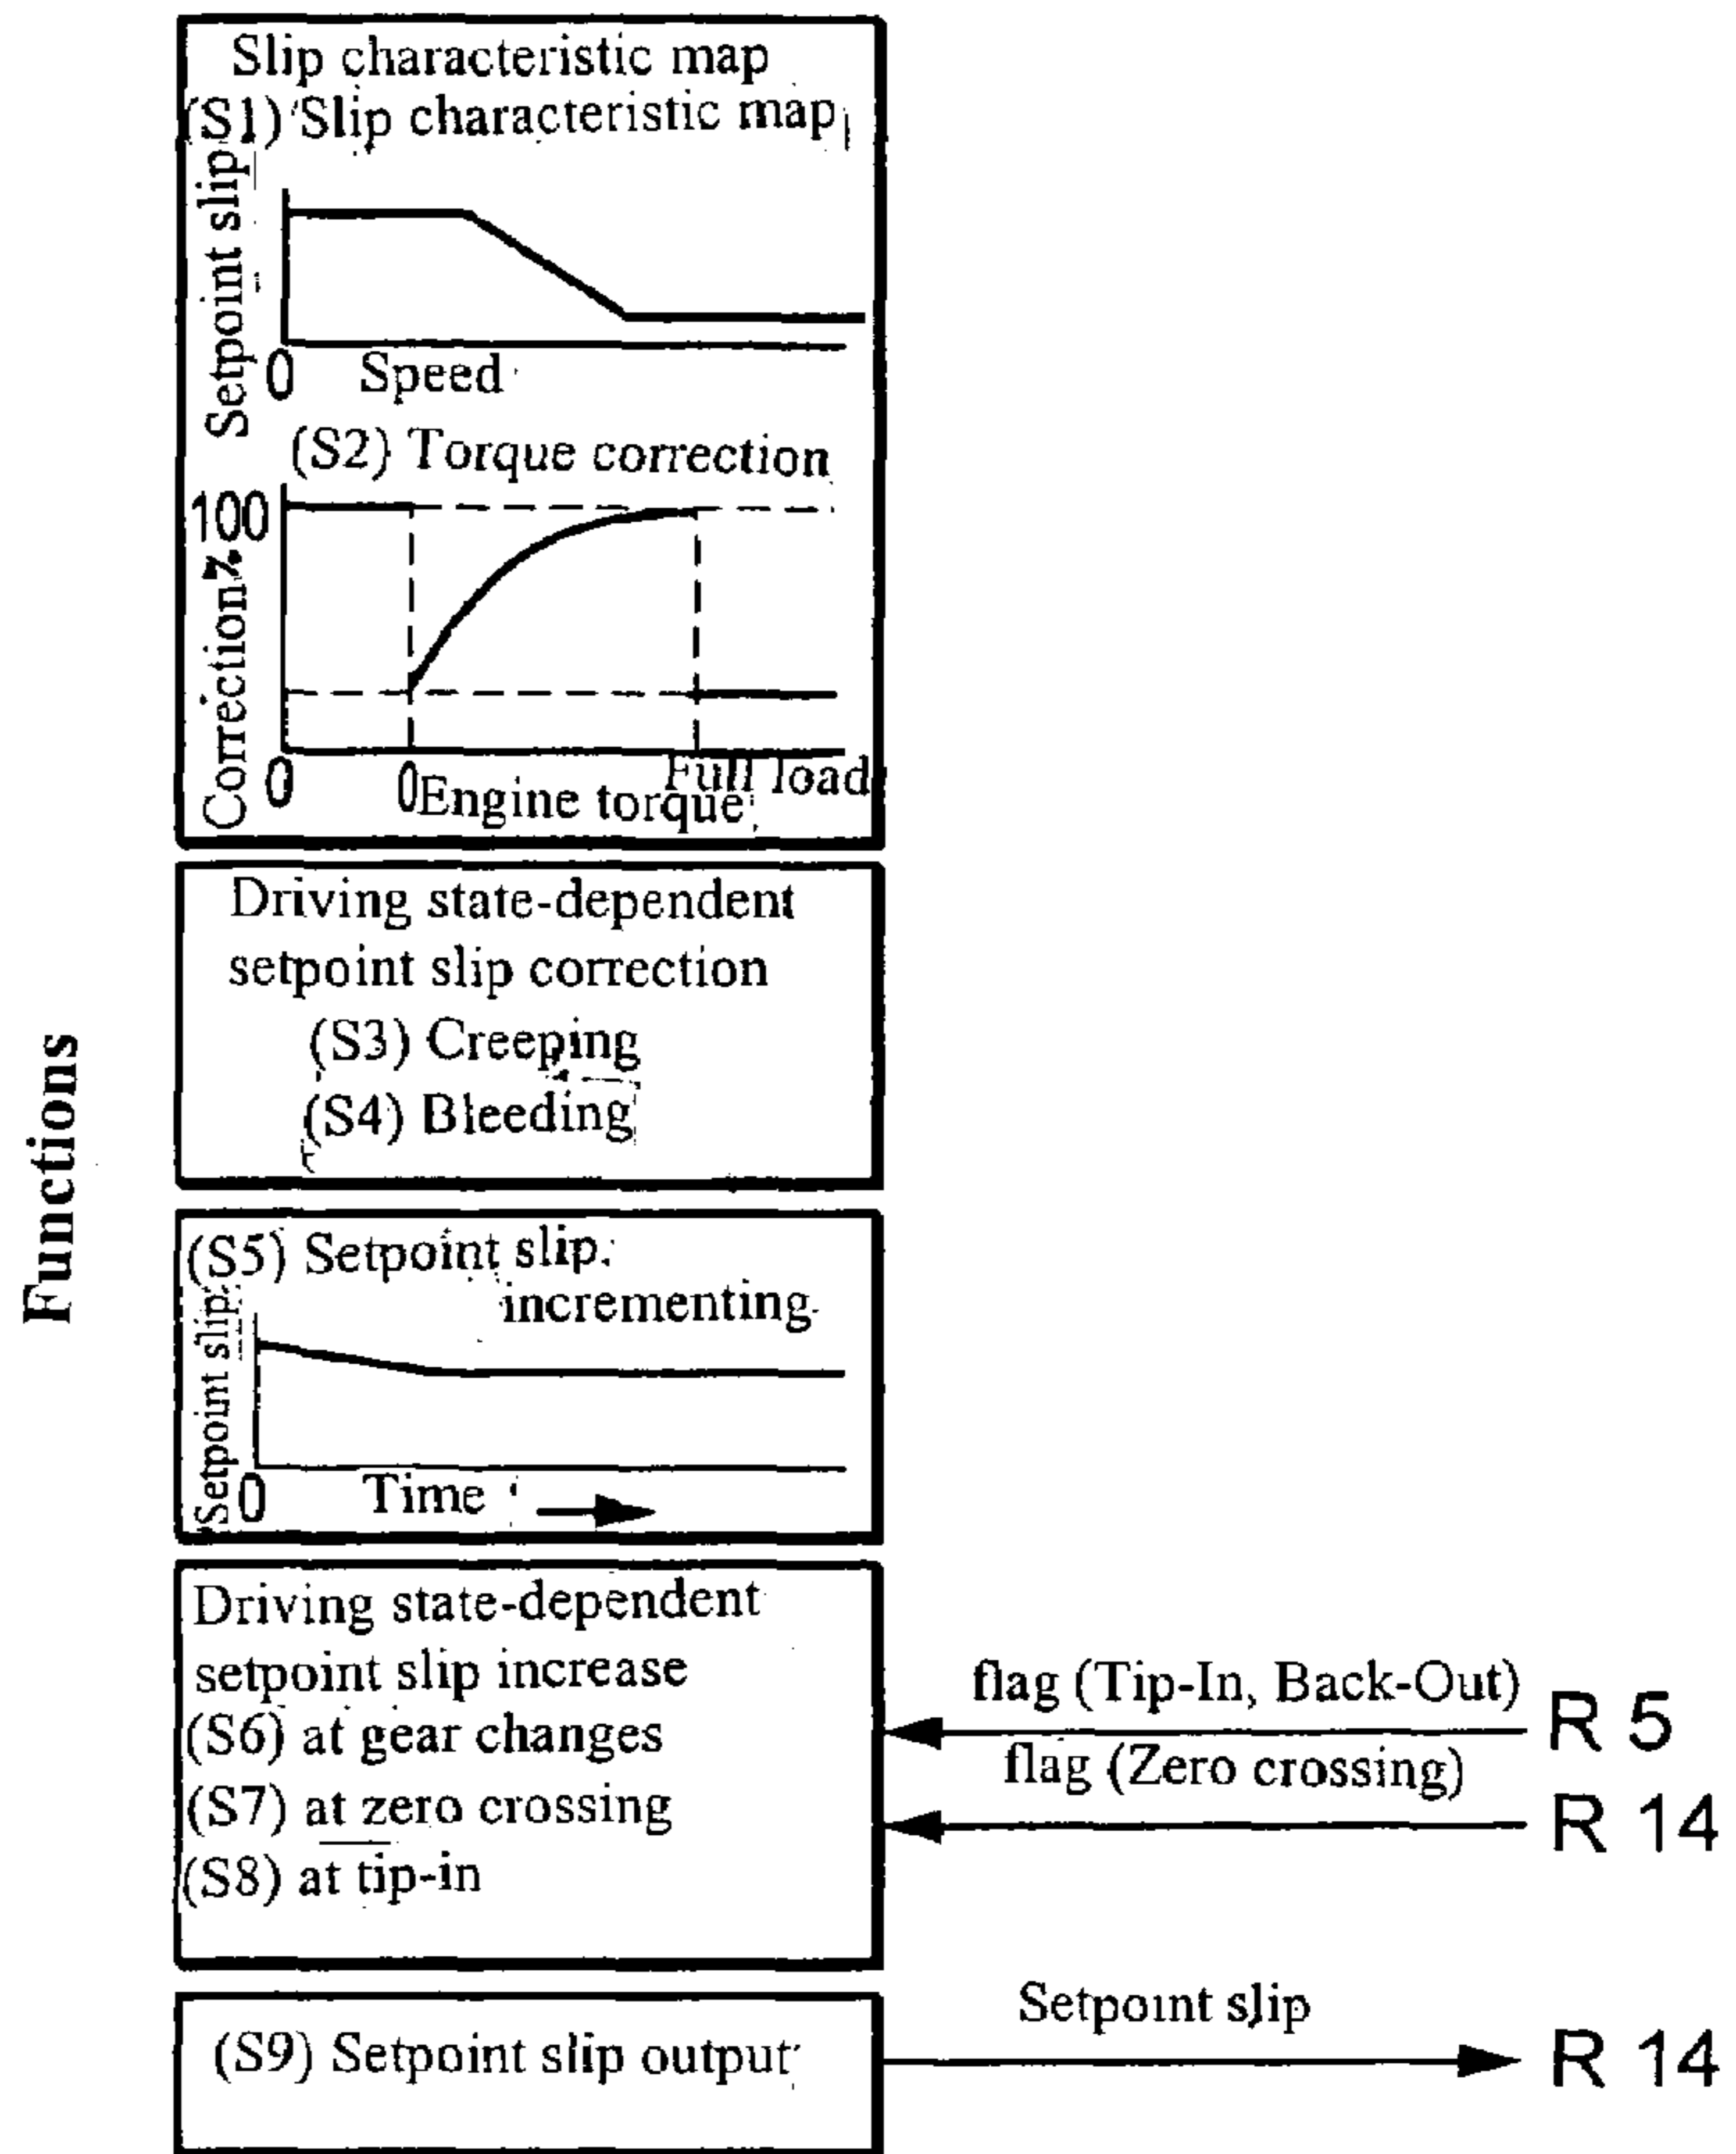 Functions
Slip characteristic map
(S1) Slip characteristic map
Setpoint slip
0
Speed
(S2) Torque correction
100
Correction %
0
0
Engine torque
Full load
Driving state-dependent
setpoint slip correction
(S3) Creeping
(S4) Bleeding
(S5) Setpoint slip
incrementing
Setpoint slip
0
Time
Driving state-dependent
setpoint slip increase
(S6) at gear changes
(S7) at zero crossing
(S8) at tip-in
flag (Tip-In, Back-Out)
R 5
flag (Zero crossing)
R 14
(S9) Setpoint slip output
Setpoint slip
R 14